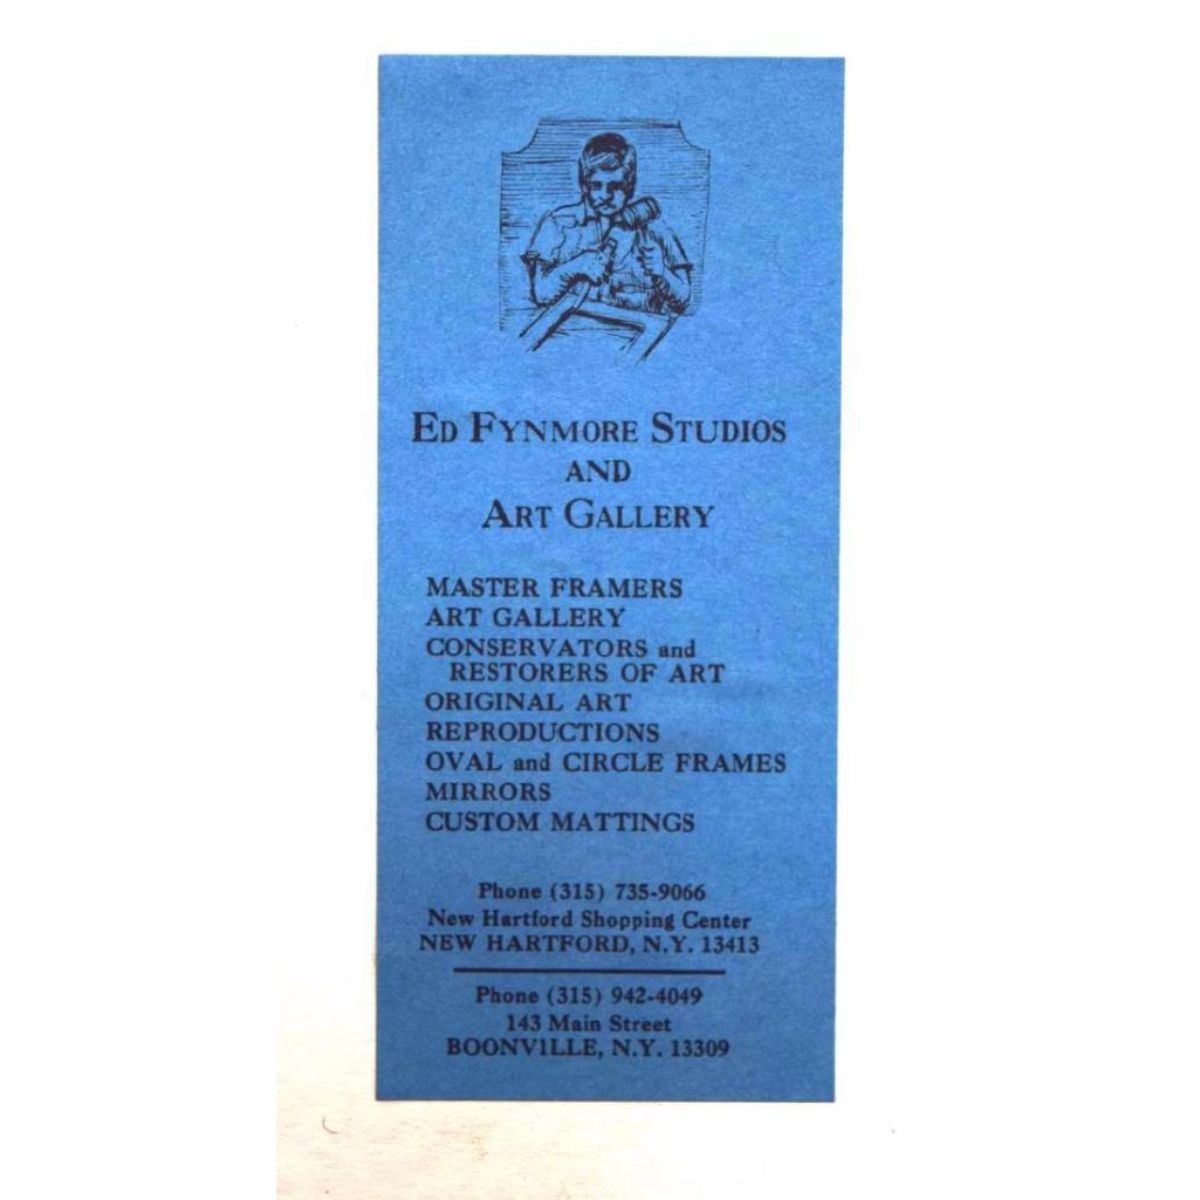 ED FYNMORE STUDIOS
AND
ART GALLERY
MASTER FRAMERS
ART GALLERY
CONSERVATORS and
RESTORERS OF ART
ORIGINAL ART
REPRODUCTIONS
OVAL and CIRCLE FRAMES
MIRRORS
CUSTOM MATTINGS
Phone (315) 735-9066
New Hartford Shopping Center
NEW HARTFORD, N.Y. 13413
Phone (315) 942-4049
143 Main Street
BOONVILLE, N.Y. 13309